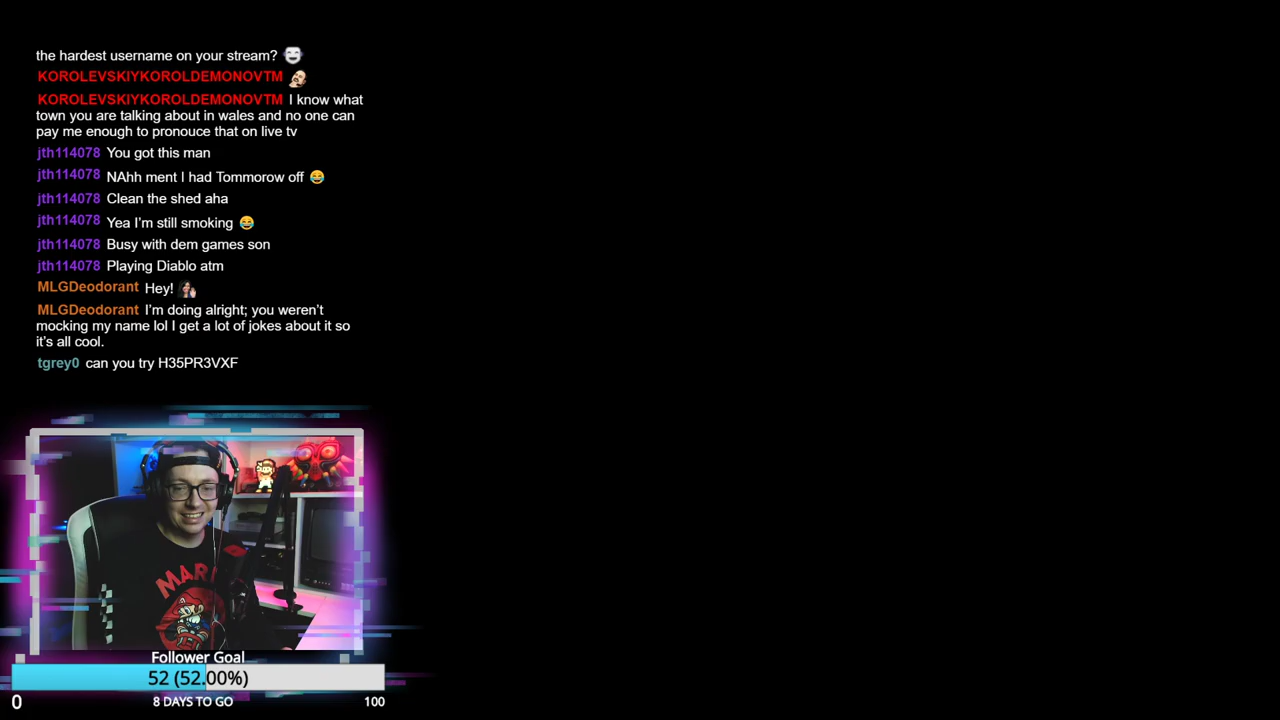 the hardest username on your stream?
KOROLEVSKIYKOROLDEMONOVTM
KOROLEVSKIYKOROLDEMONOVTM I know what
town you are talking about in wales and no one can
pay me enough to pronouce that on live tv
jth114078 You got this man
jth114078 NAhh ment I had Tommorow off 😂
jth114078 Clean the shed aha
jth114078 Yea I'm still smoking 😂
jth114078 Busy with dem games son
jth114078 Playing Diablo atm
MLGDeodorant Hey!
MLGDeodorant I'm doing alright; you weren't
mocking my name lol I get a lot of jokes about it so
it's all cool.
tgrey0 can you try H35PR3VXF
MAR
Follower Goal
52 (52.00%)
0 8 DAYS TO GO 100